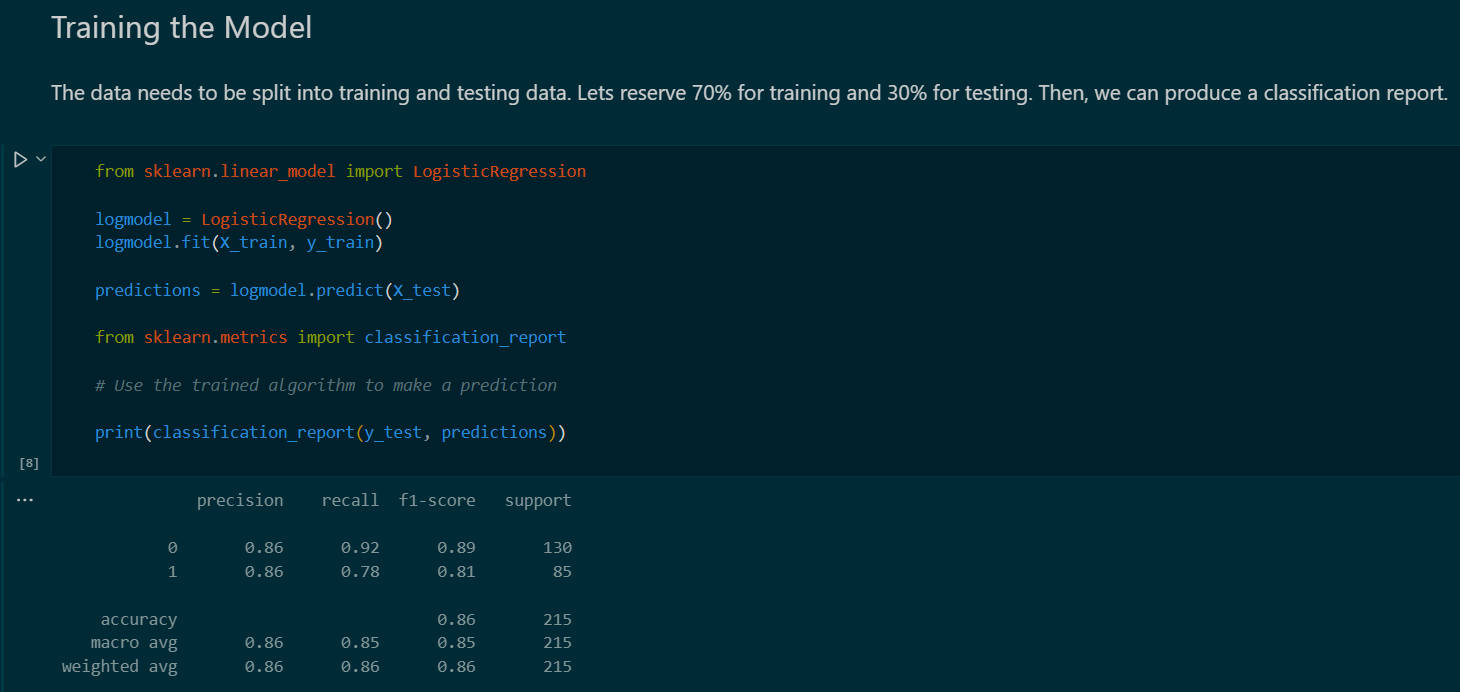 Training the Model
The data needs to be split into training and testing data. Lets reserve 70% for training and 30% for testing. Then, we can produce a classification report.
from sklearn.linear_model import LogisticRegression
logmodel = LogisticRegression()
logmodel.fit(X_train, y_train)
predictions = logmodel.predict(X_test)
from sklearn.metrics import classification_report
# Use the trained algorithm to make a prediction
print(classification_report(y_test, predictions))
[8]
...
precision recall f1-score support
0 0.86 0.92 0.89 130
1 0.86 0.78 0.81 85
accuracy 0.86 215
macro avg 0.86 0.85 0.85 215
weighted avg 0.86 0.86 0.86 215